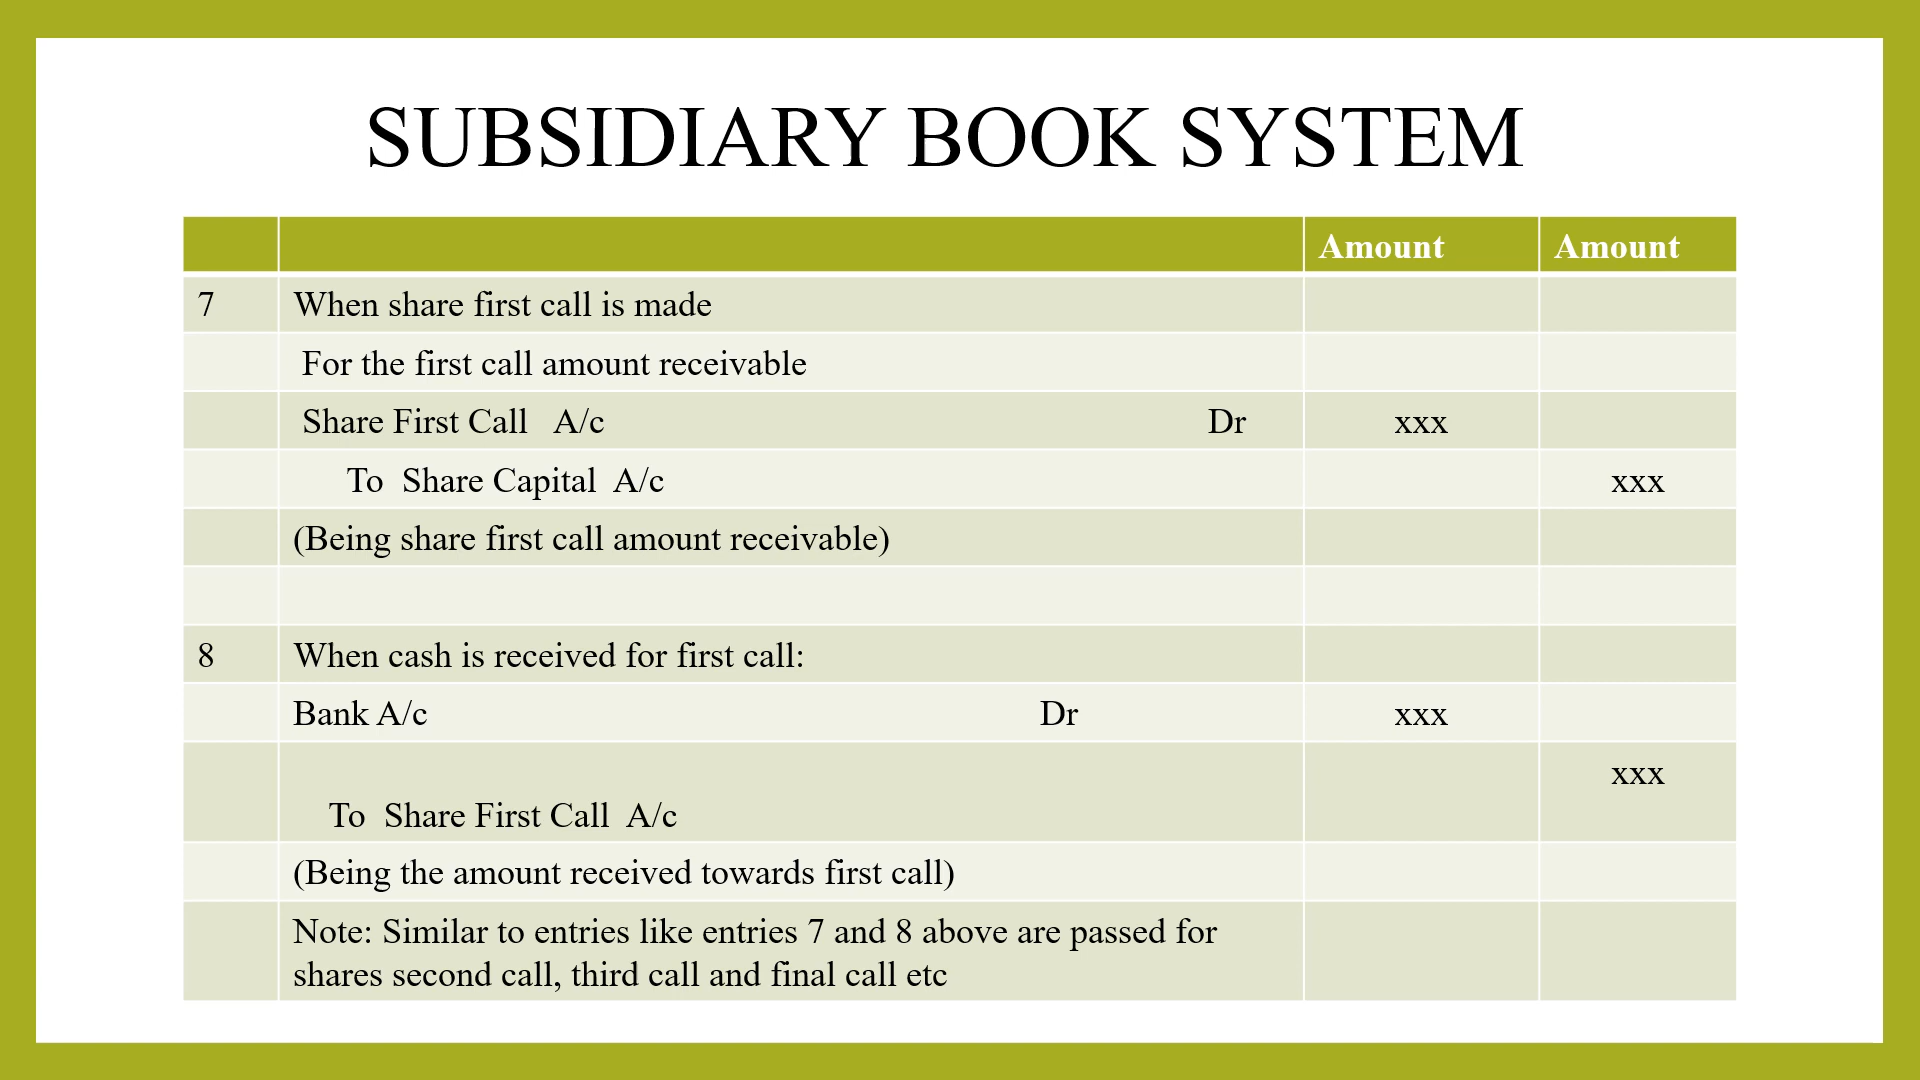 SUBSIDIARY BOOK SYSTEM
Amount Amount
7 When share first call is made
For the first call amount receivable
Share First Call A/c Dr xxx
To Share Capital A/c xxx
(Being share first call amount receivable)
8 When cash is received for first call:
Bank A/c Dr xxx
xxx
To Share First Call A/c
(Being the amount received towards first call)
Note: Similar to entries like entries 7 and 8 above are passed for
shares second call, third call and final call etc